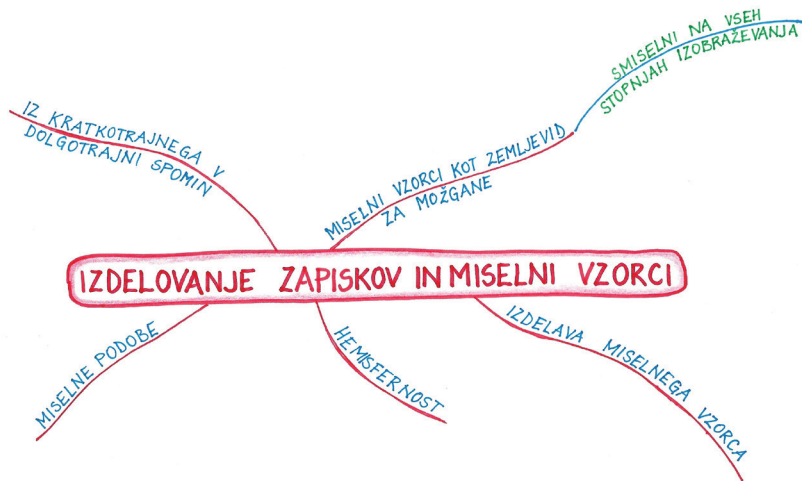 SMISELNI NA VSEH
STOPNJAH IZOBRAŽEVANJA
IZ KRATKOTRAJNEGA V
DOLGOTRAJNI SPOMIN
MISELNI VZORCI KOT ZEMLJEVID
ZA MOŽGANE
IZDELOVANJE ZAPISKOV IN MISELNI VZORCI
MISELNE PODOBE
HEMISFERNOST
IZDELAVA MISELNEGA VZORCA